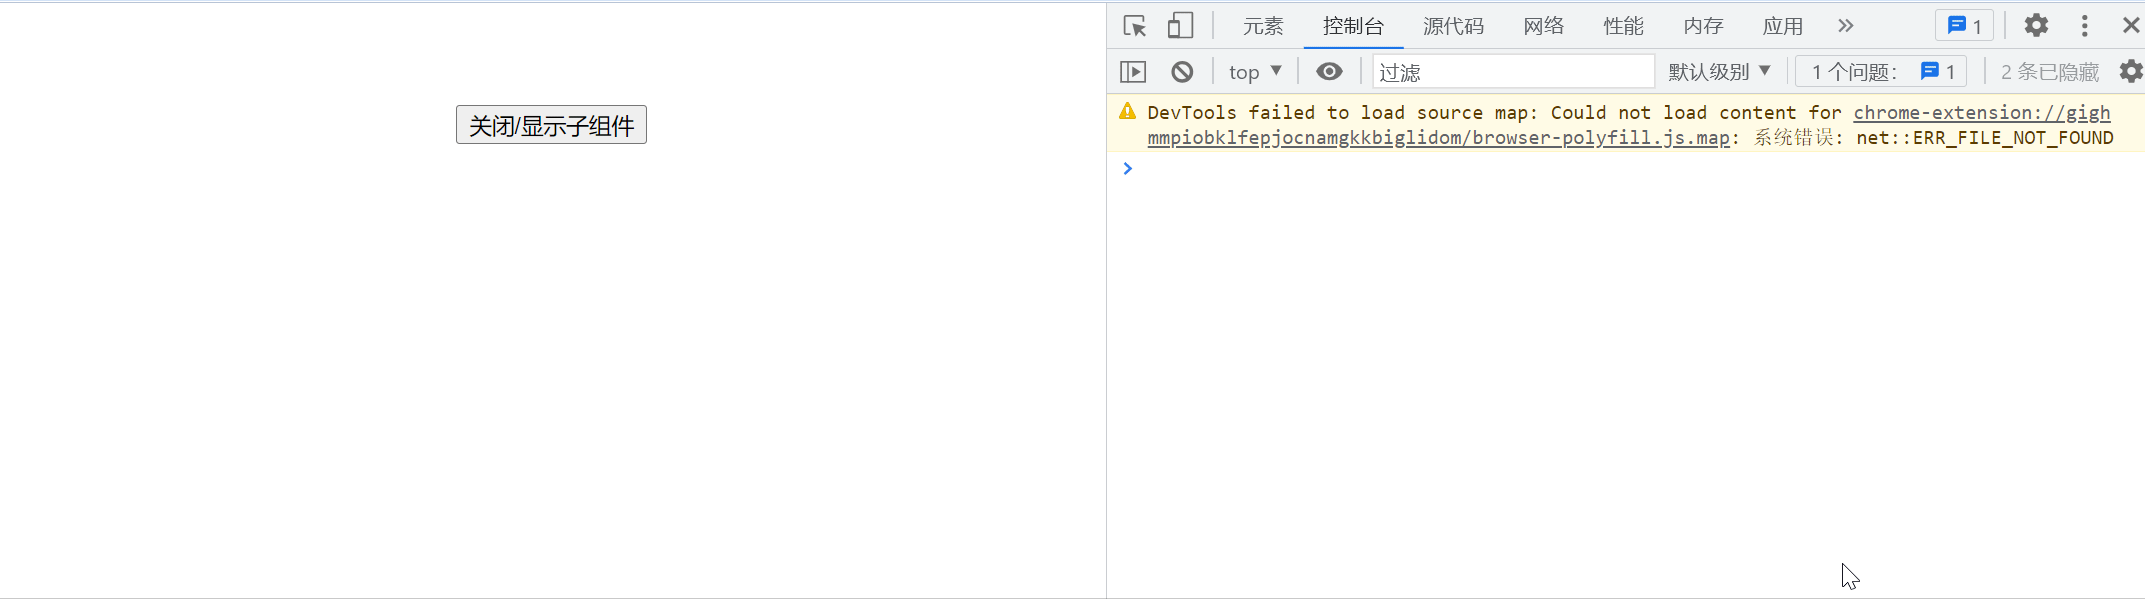 关闭/显示子组件
元素 控制台 源代码 网络 性能 内存 应用 1
top 过滤 默认级别 1 个问题: 1 2 条已隐藏
DevTools failed to load source map: Could not load content for chrome-extension://gigh
mmpiobklfepjocnamgkkbiglidom/browser-polyfill.js.map: 系统错误: net::ERR_FILE_NOT_FOUND